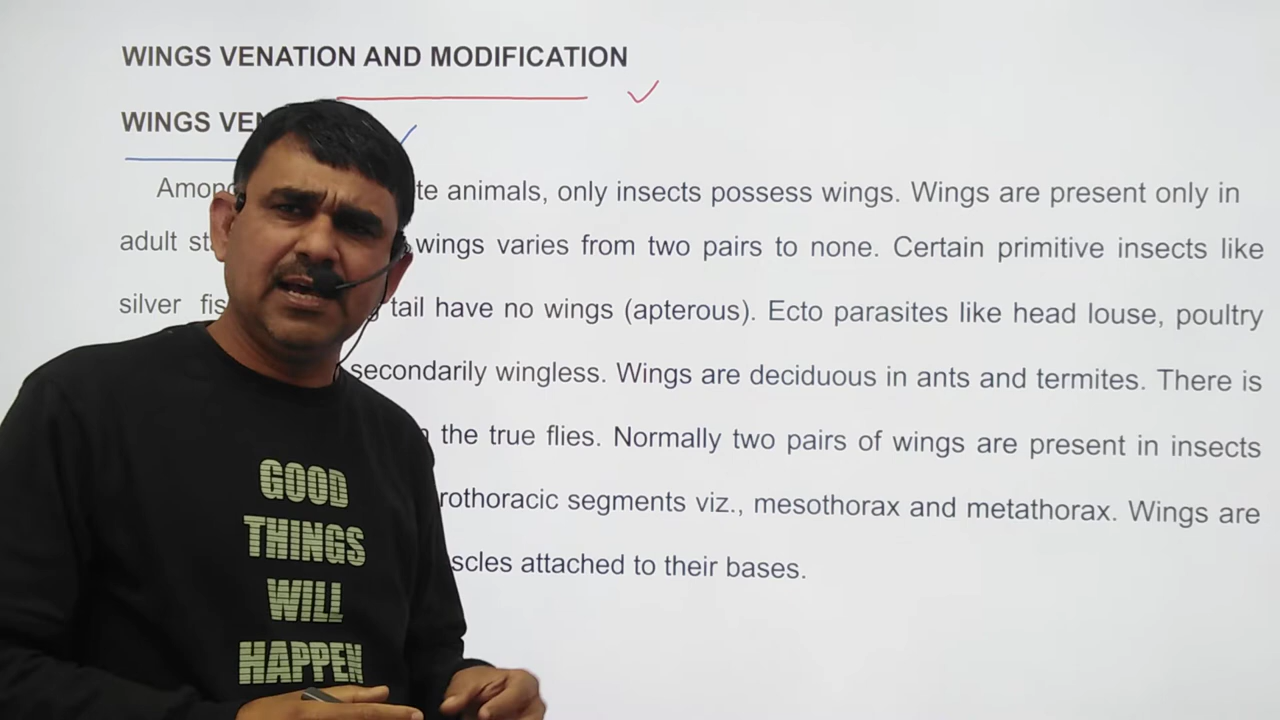 WINGS VENATION AND MODIFICATION
WINGS VE
Among te animals, only insects possess wings. Wings are present only in
adult wings varies from two pairs to none. Certain primitive insects like
silver tail have no wings (apterous). Ecto parasites like head louse, poultry
secondarily wingless. Wings are deciduous in ants and termites. There is
the true flies. Normally two pairs of wings are present in insects
rothoracic segments viz., mesothorax and metathorax. Wings are
scles attached to their bases.
GOOD
THINGS
WILL
HAPPEN